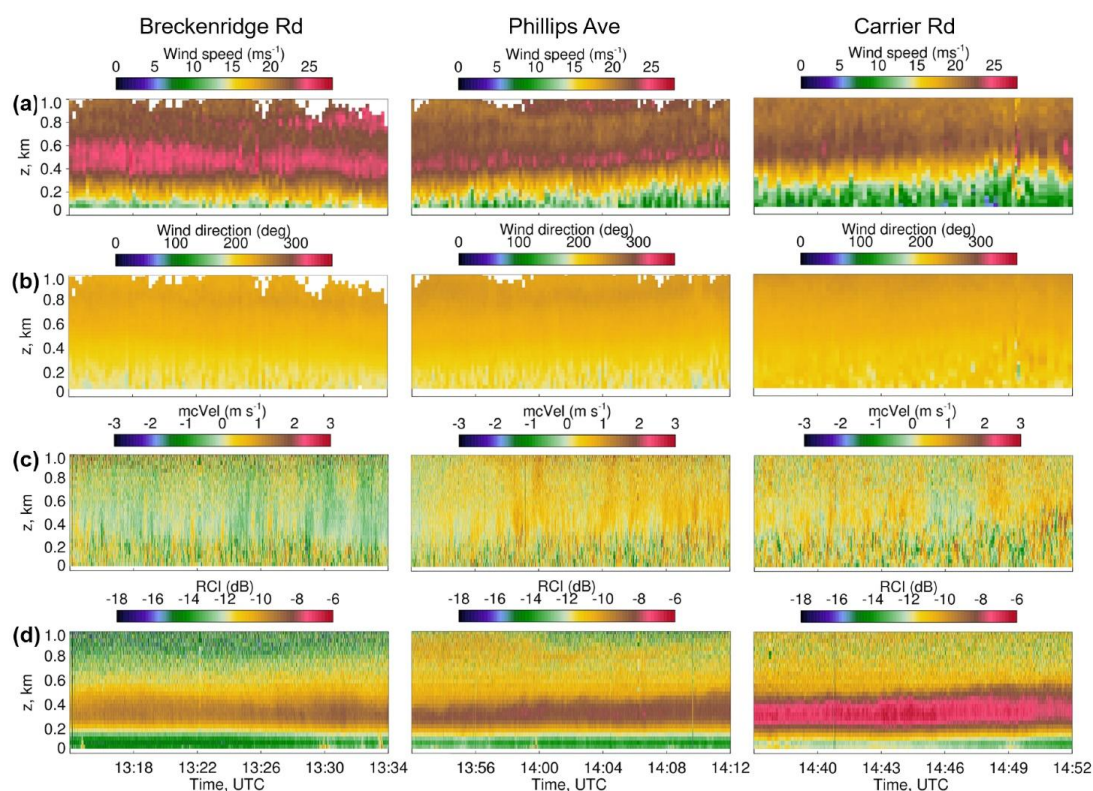 Breckenridge Rd Phillips Ave Carrier Rd
Wind speed (ms-1) Wind speed (ms-1) Wind speed (ms-1)
0 5 10 15 20 25 0 5 10 15 20 25 0 5 10 15 20 25
(a)
1.0
0.8
0.6
0.4
0.2
0
z, km
Wind direction (deg) Wind direction (deg) Wind direction (deg)
0 100 200 300 0 100 200 300 0 100 200 300
(b)
1.0
0.8
0.6
0.4
0.2
0
z, km
mcVel (m s-1) mcVel (m s-1) mcVel (m s-1)
-3 -2 -1 0 1 2 3 -3 -2 -1 0 1 2 3 -3 -2 -1 0 1 2 3
(c)
1.0
0.8
0.6
0.4
0.2
0
z, km
RCI (dB) RCI (dB) RCI (dB)
-18 -16 -14 -12 -10 -8 -6 -18 -16 -14 -12 -10 -8 -6 -18 -16 -14 -12 -10 -8 -6
(d)
1.0
0.8
0.6
0.4
0.2
0
z, km
13:18 13:22 13:26 13:30 13:34 13:56 14:00 14:04 14:08 14:12 14:40 14:43 14:46 14:49 14:52
Time, UTC Time, UTC Time, UTC